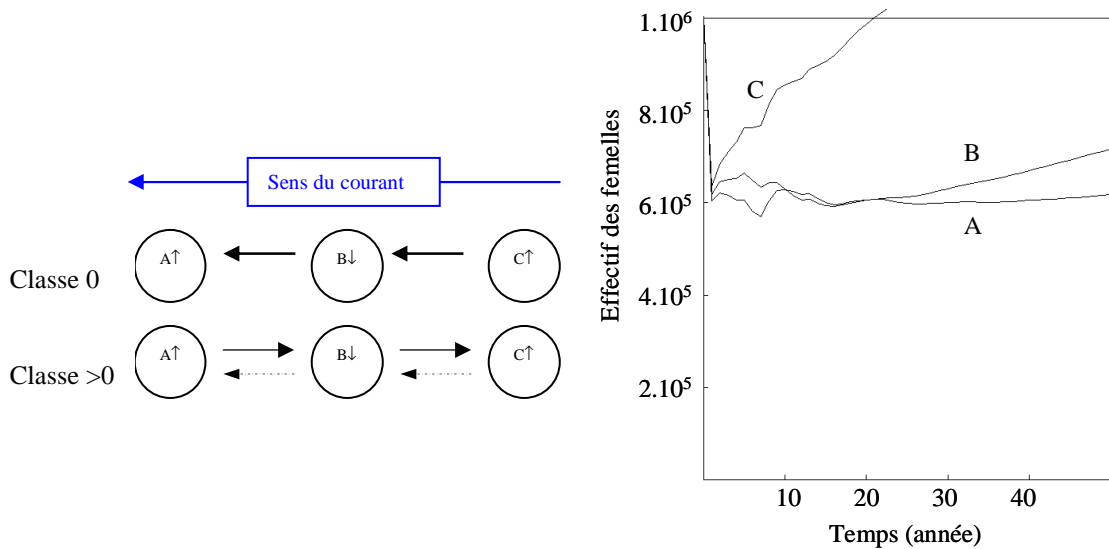 Sens du courant
Classe 0
A↑
B↓
C↑
Classe >0
A↑
B↓
C↑
Effectif des femelles
1.10⁶
8.10⁵
6.10⁵
4.10⁵
2.10⁵
C
B
A
10
20
30
40
Temps (année)